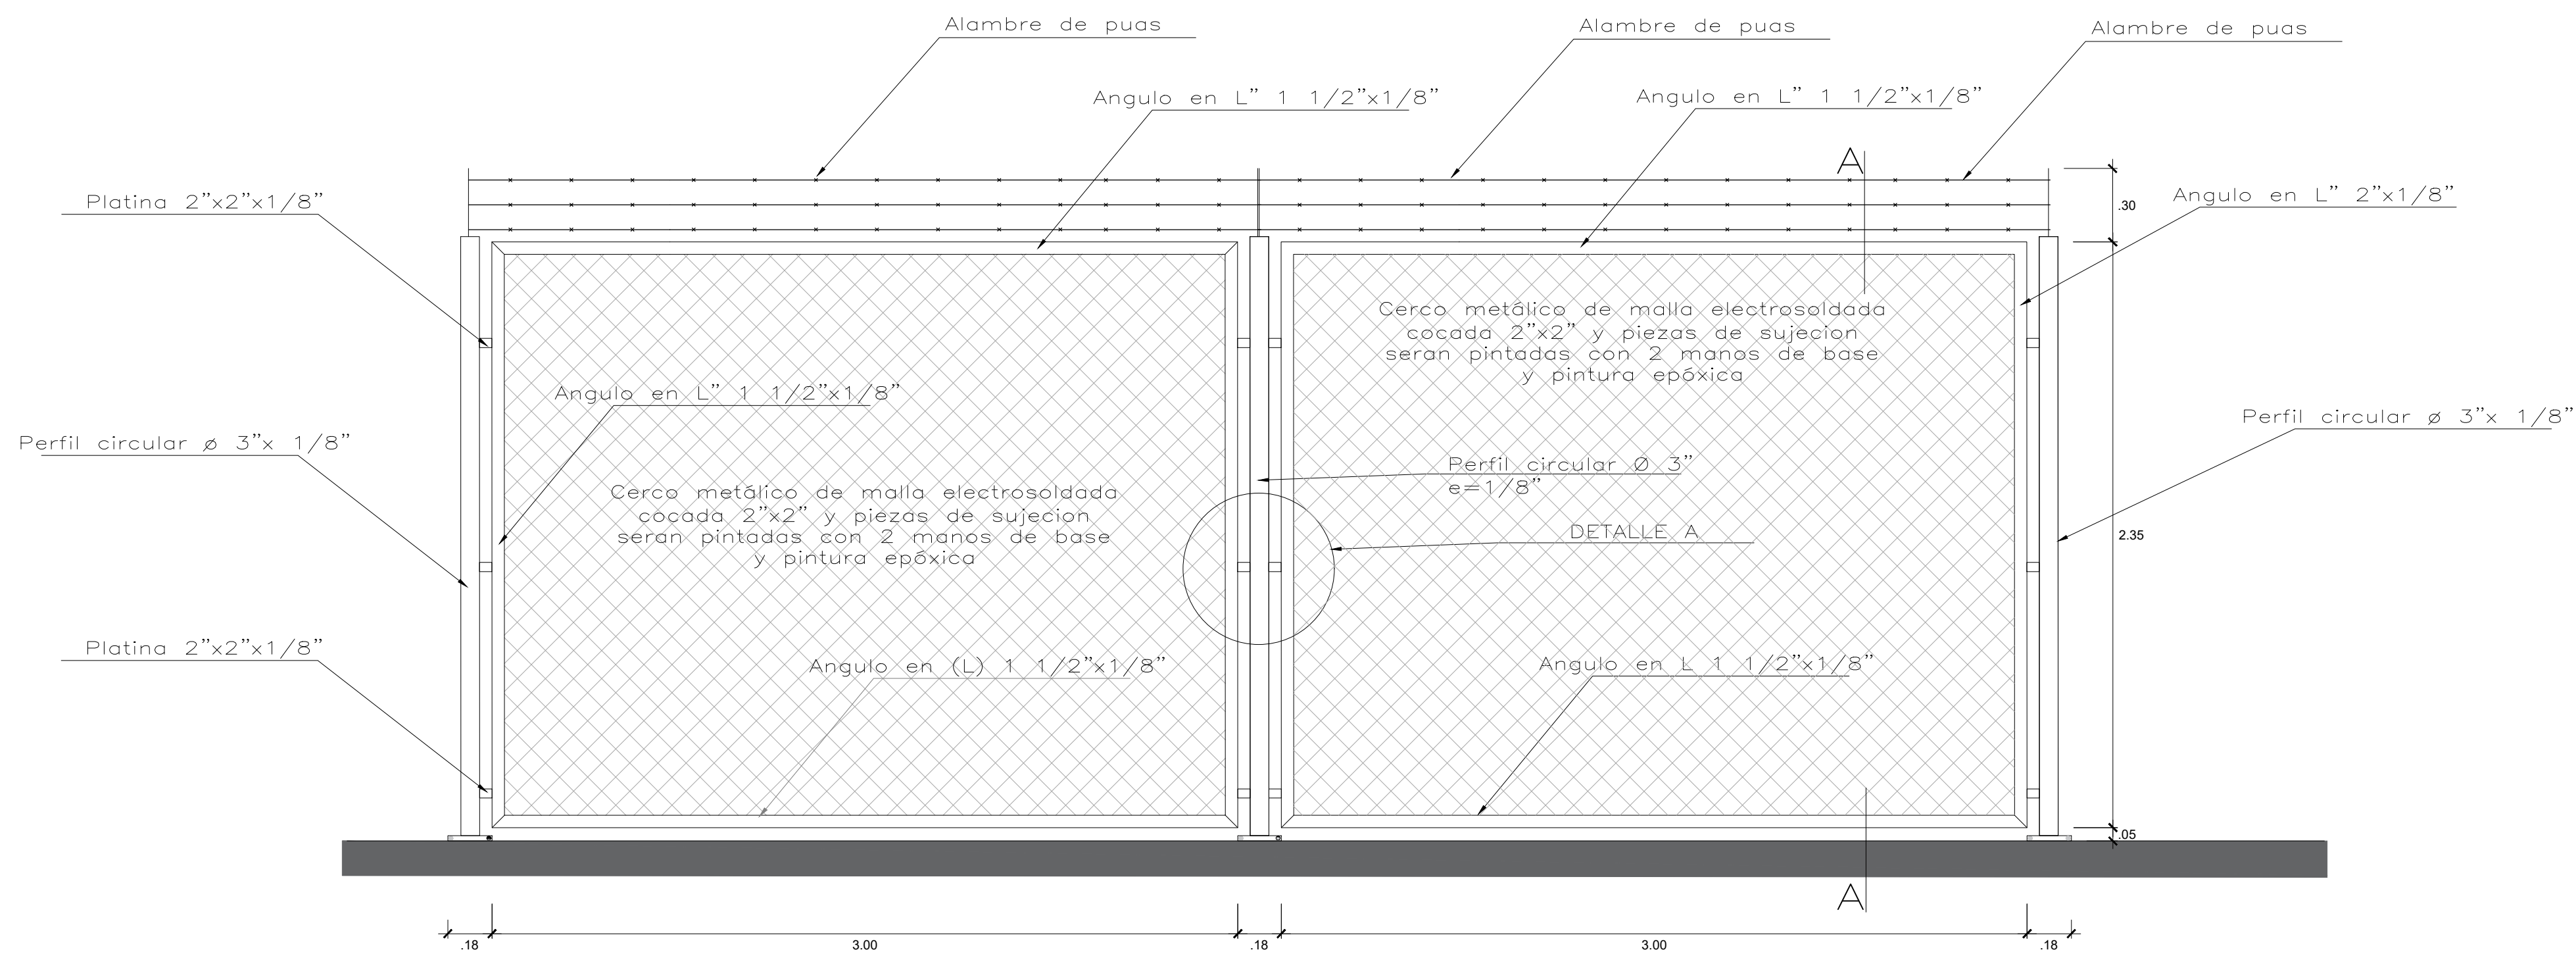 Alambre de puas
Alambre de puas
Alambre de puas
Angulo en L” 1 1/2”x1/8”
Angulo en L” 1 1/2”x1/8”
A
Platina 2”x2”x1/8”
Angulo en L” 2”x1/8”
.30
Cerco metálico de malla electrosoldada
cocada 2”x2” y piezas de sujecion
seran pintadas con 2 manos de base
y pintura epóxica
Angulo en L” 1 1/2”x1/8”
Perfil circular ø 3”x 1/8”
Perfil circular ø 3”x 1/8”
Perfil circular Ø 3”
e=1/8”
Cerco metálico de malla electrosoldada
cocada 2”x2” y piezas de sujecion
seran pintadas con 2 manos de base
y pintura epóxica
DETALLE A
2.35
Platina 2”x2”x1/8”
Angulo en (L) 1 1/2”x1/8”
Angulo en L 1 1/2”x1/8”
.05
A
.18
3.00
.18
3.00
.18